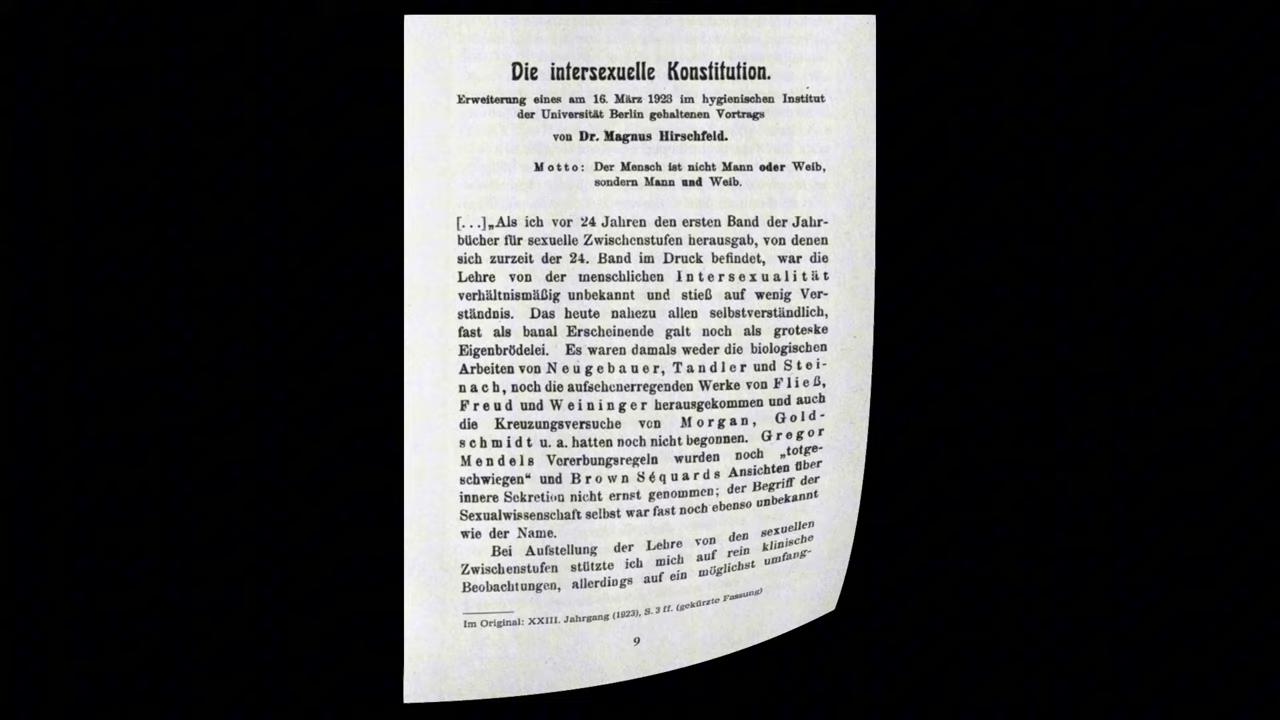 Die intersexuelle Konstitution.
Erweiterung eines am 16. März 1923 im hygienischen Institut
der Universität Berlin gehaltenen Vortrags
von Dr. Magnus Hirschfeld.
Motto: Der Mensch ist nicht Mann oder Weib,
sondern Mann und Weib.
[...]„Als ich vor 24 Jahren den ersten Band der Jahr-
bücher für sexuelle Zwischenstufen herausgab, von denen
sich zurzeit der 24. Band im Druck befindet, war die
Lehre von der menschlichen Intersexualität
verhältnismäßig unbekannt und stieß auf wenig Ver-
ständnis. Das heute nahezu allen selbstverständlich,
fast als banal Erscheinende galt noch als groteske
Eigenbrödelei. Es waren damals weder die biologischen
Arbeiten von Neugebauer, Tandler und Stei-
nach, noch die aufsehenerregenden Werke von Fließ,
Freud und Weininger herausgekommen und auch
die Kreuzungsversuche von Morgan, Gold-
schmidt u. a. hatten noch nicht begonnen. Gregor
Mendels Vererbungsregeln wurden noch „totge-
schwiegen“ und Brown Séquards Ansichten über
innere Sekretion nicht ernst genommen; der Begriff der
Sexualwissenschaft selbst war fast noch ebenso unbekannt
wie der Name.
Bei Aufstellung der Lehre von den sexuellen
Zwischenstufen stützte ich mich auf rein klinische
Beobachtungen, allerdings auf ein möglichst umfang-
Im Original: XXIII. Jahrgang (1923), S. 3 ff. (gekürzte Fassung)
9